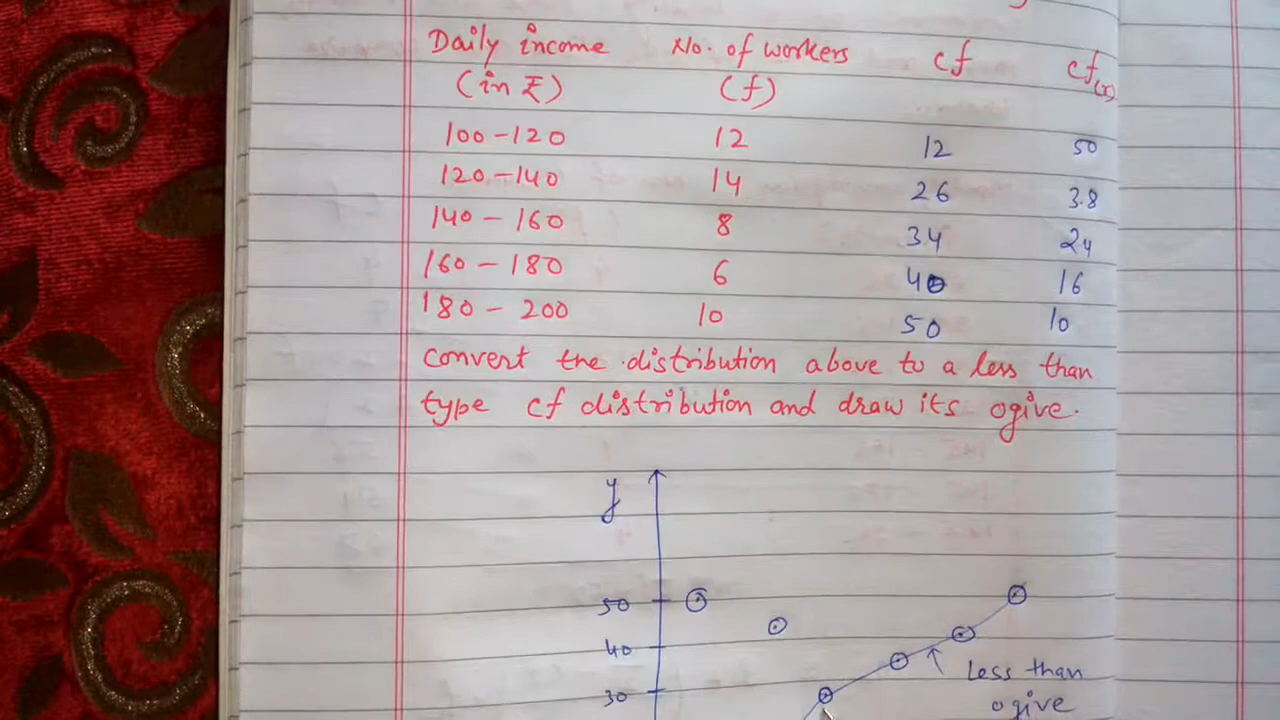 Daily income No. of workers cf cf(x)
(in ₹) (f)
100-120 12 12 50
120-140 14 26 38
140-160 8 34 24
160-180 6 40 16
180-200 10 50 10
convert the distribution above to a less than
type cf distribution and draw its ogive.
y
50
40
30
Less than
ogive